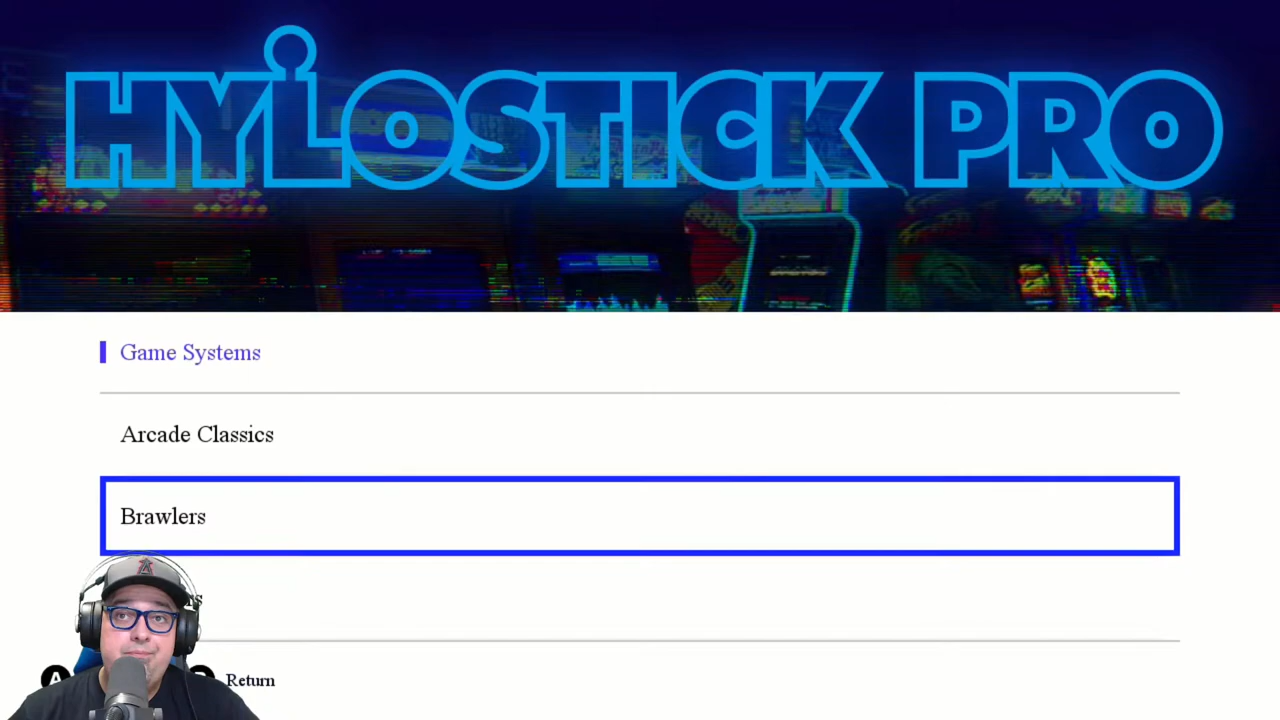 HYLOSTICK PRO
Game Systems
Arcade Classics
Brawlers
A
Return